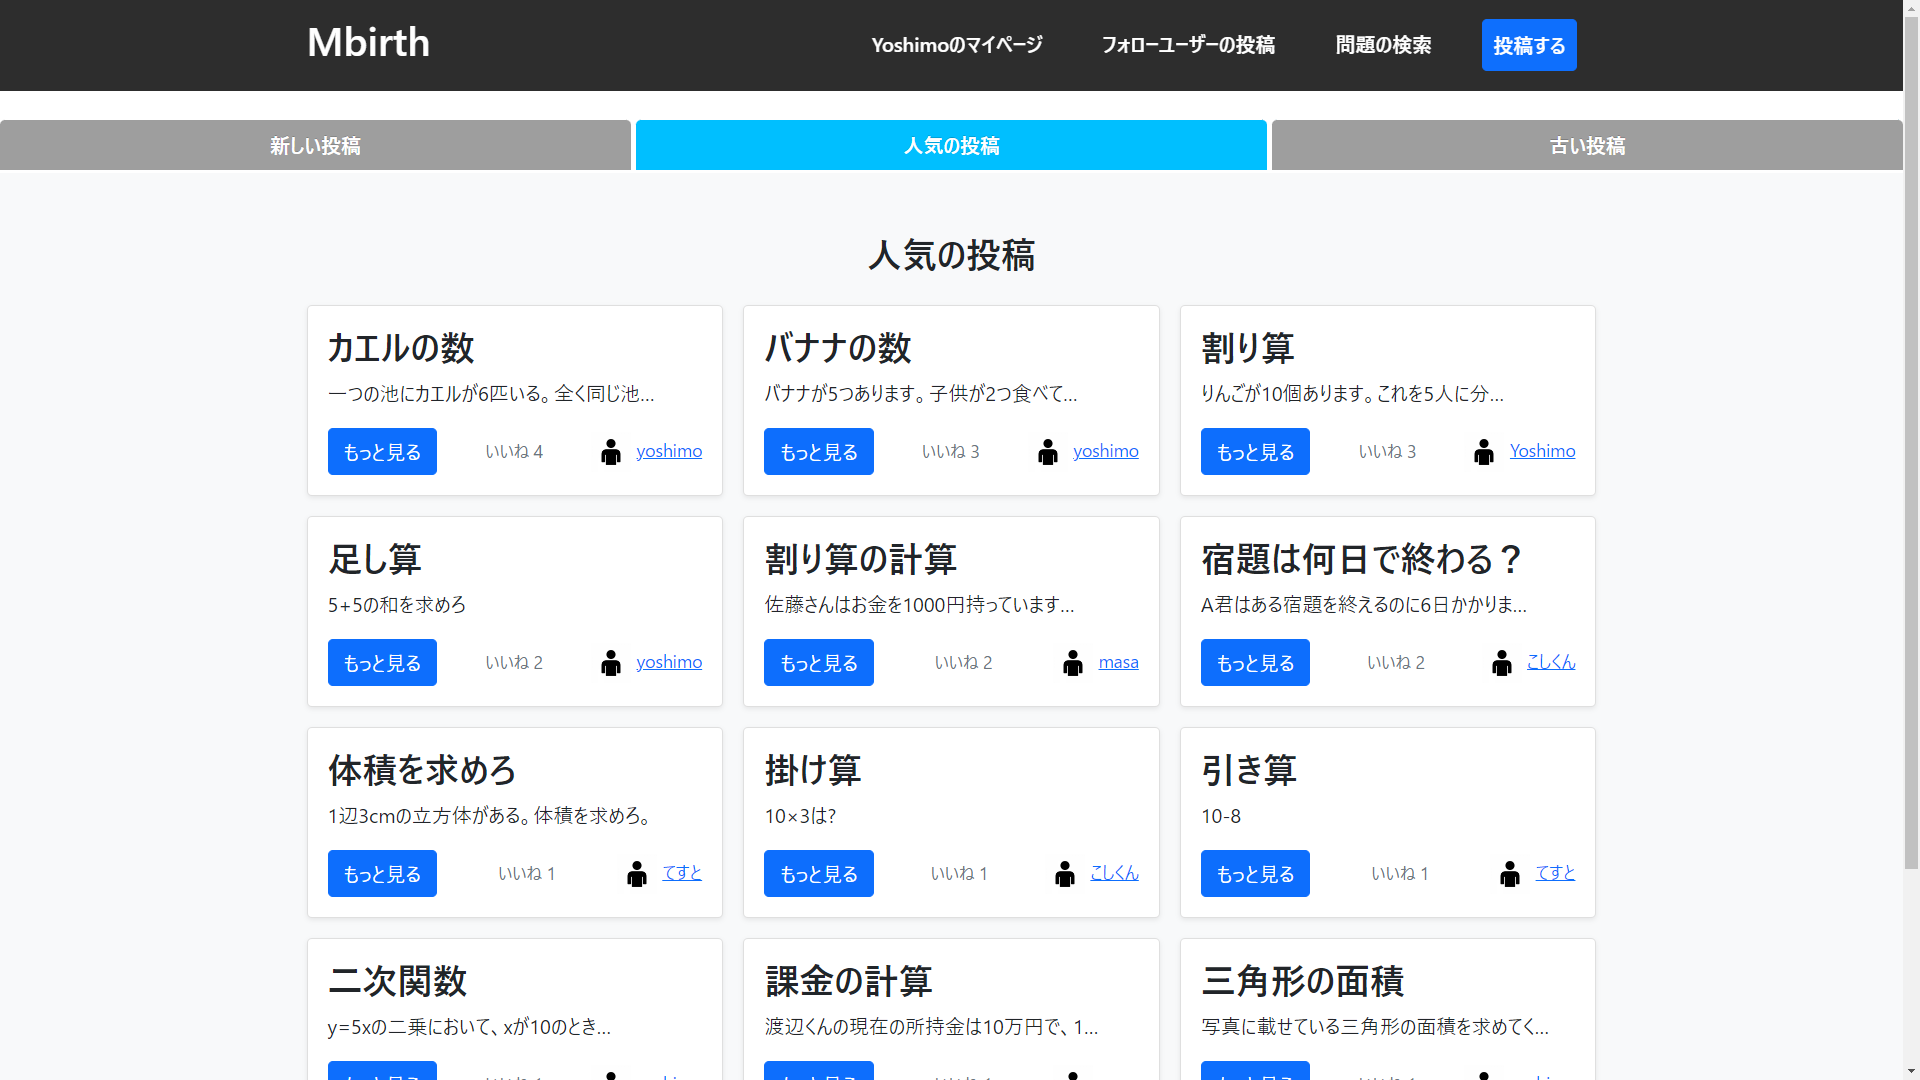 Mbirth
Yoshimoのマイページ
フォローユーザーの投稿
問題の検索
投稿する
新しい投稿
人気の投稿
古い投稿
人気の投稿
カエルの数
一つの池にカエルが6匹いる。全く同じ池...
もっと見る
いいね 4
yoshimo
バナナの数
バナナが5つあります。子供が2つ食べて...
もっと見る
いいね 3
yoshimo
割り算
りんごが10個あります。これを5人に分...
もっと見る
いいね 3
Yoshimo
足し算
5+5の和を求めろ
もっと見る
いいね 2
yoshimo
割り算の計算
佐藤さんはお金を1000円持っています...
もっと見る
いいね 2
masa
宿題は何日で終わる？
A君はある宿題を終えるのに6日かかりま...
もっと見る
いいね 2
こしくん
体積を求めろ
1辺3cmの立方体がある。体積を求めろ。
もっと見る
いいね 1
てすと
掛け算
10×3は?
もっと見る
いいね 1
こしくん
引き算
10-8
もっと見る
いいね 1
てすと
二次関数
y=5xの二乗において、xが10のとき...
課金の計算
渡辺くんの現在の所持金は10万円で、1...
三角形の面積
写真に載せている三角形の面積を求めてく...